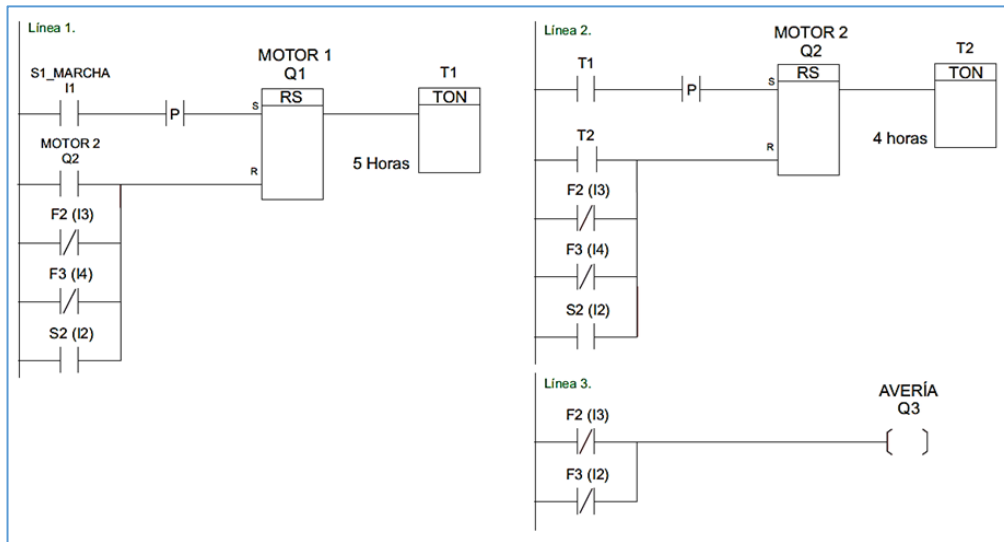 Línea 1.
MOTOR 1
Q1
T1
S1_MARCHA
I1
RS
TON
P
S
MOTOR 2
Q2
R
5 Horas
F2 (I3)
F3 (I4)
S2 (I2)
Línea 2.
MOTOR 2
Q2
T2
T1
RS
TON
P
S
T2
R
4 horas
F2 (I3)
F3 (I4)
S2 (I2)
Línea 3.
AVERÍA
Q3
F2 (I3)
F3 (I2)